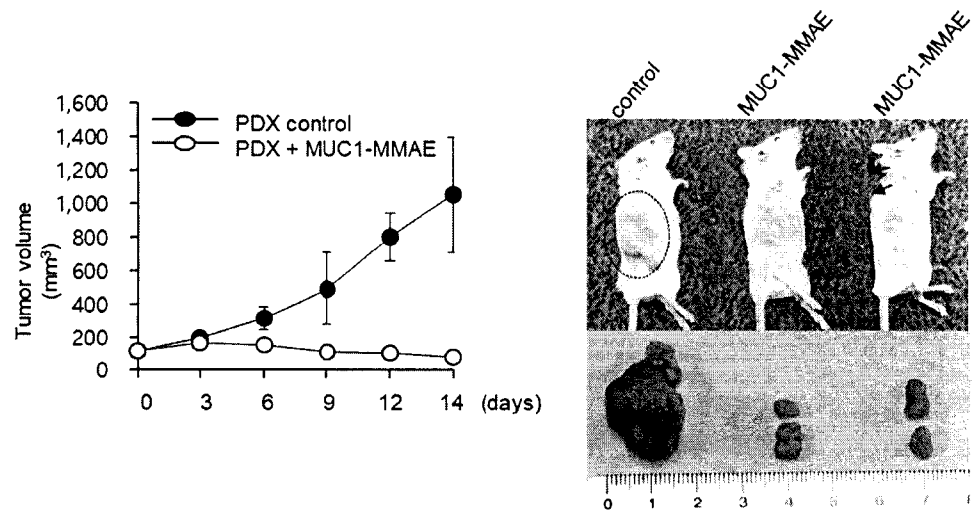 control
MUC1-MMAE
MUC1-MMAE
1,600
1,400
1,200
1,000
800
600
400
200
0
PDX control
PDX + MUC1-MMAE
Tumor volume
(mm³)
0 3 6 9 12 14 (days)
0 1 2 3 4 5 6 7